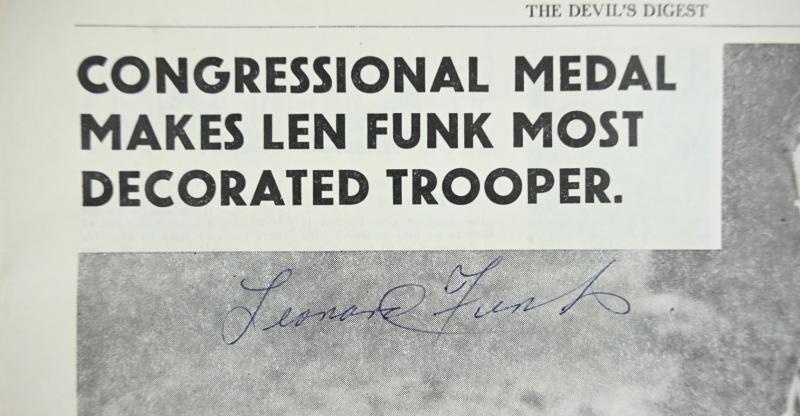 THE DEVIL'S DIGEST
CONGRESSIONAL MEDAL
MAKES LEN FUNK MOST
DECORATED TROOPER.
Leonard Funk